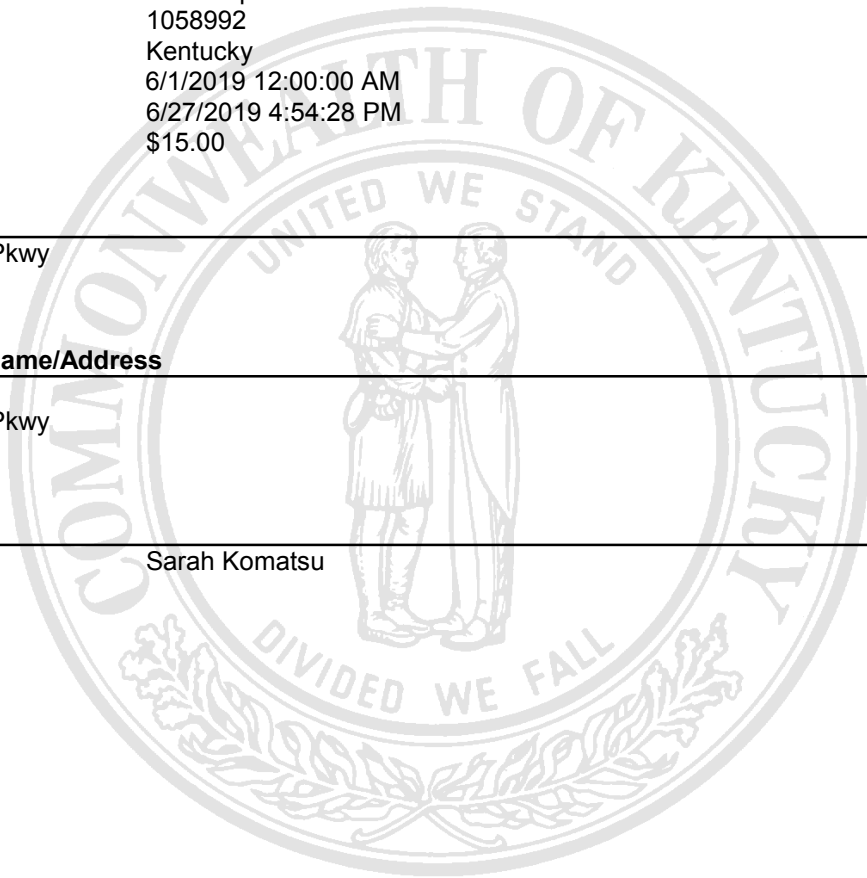 1058992
Kentucky
6/1/2019 12:00:00 AM
6/27/2019 4:54:28 PM
$15.00
Pkwy
ame/Address
Pkwy
Sarah Komatsu
COMMONWEALTH OF KENTUCKY
UNITED WE STAND
DIVIDED WE FALL